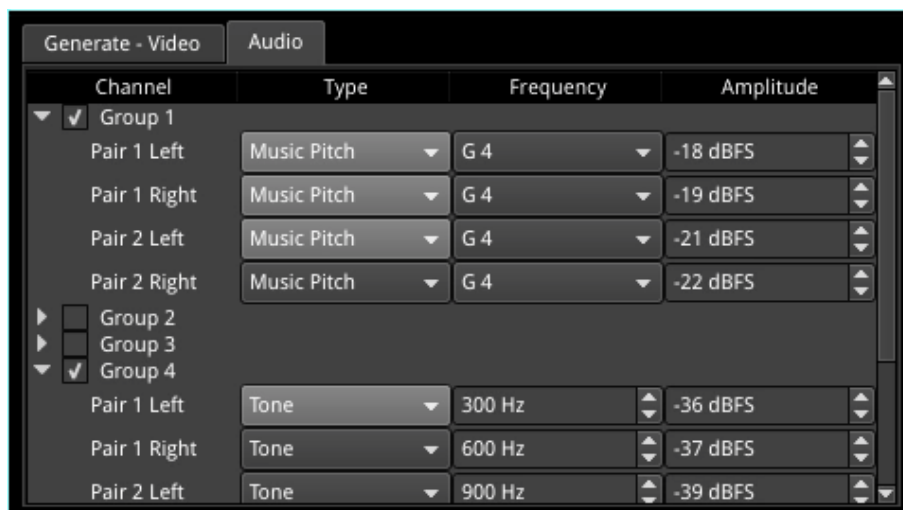 Generate - Video Audio
Channel Type Frequency Amplitude
Group 1
Pair 1 Left Music Pitch G 4 -18 dBFS
Pair 1 Right Music Pitch G 4 -19 dBFS
Pair 2 Left Music Pitch G 4 -21 dBFS
Pair 2 Right Music Pitch G 4 -22 dBFS
Group 2
Group 3
Group 4
Pair 1 Left Tone 300 Hz -36 dBFS
Pair 1 Right Tone 600 Hz -37 dBFS
Pair 2 Left Tone 900 Hz -39 dBFS